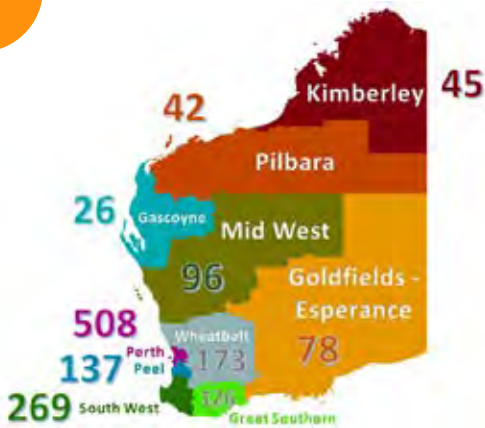 Kimberley
45
42
Pilbara
26
Gascoyne
Mid West
96
Goldfields -
Esperance
78
508
Perth
Wheatbelt
173
137
Peel
269
South West
Great Southern